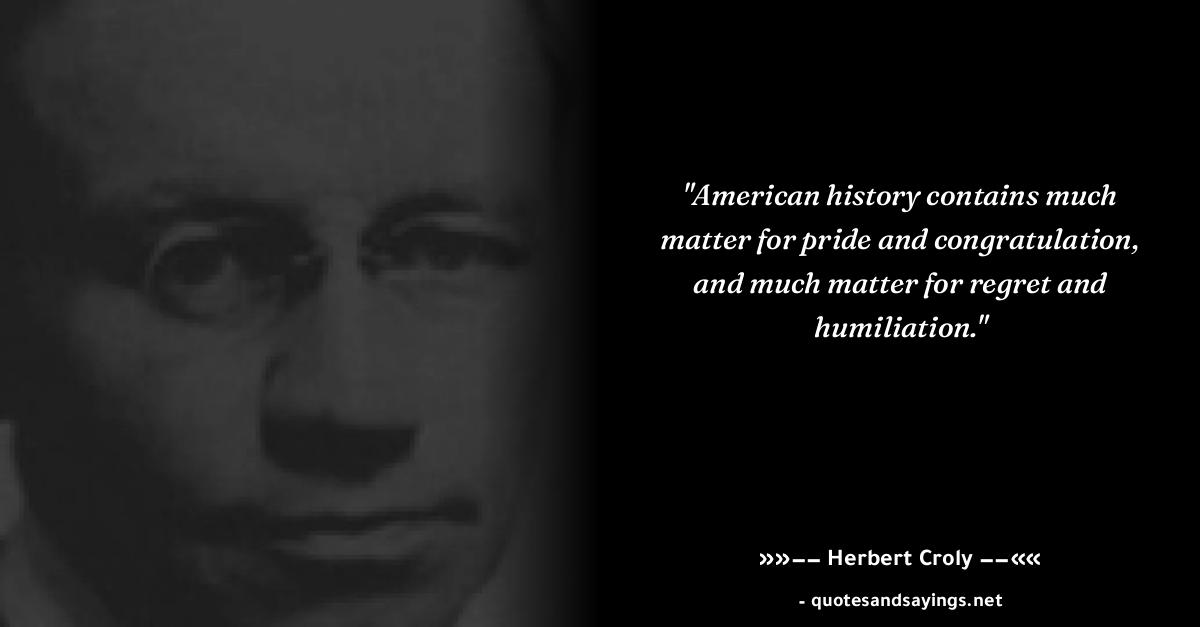 "American history contains much
matter for pride and congratulation,
and much matter for regret and
humiliation."
»»–– Herbert Croly ––««
- quotesandsayings.net